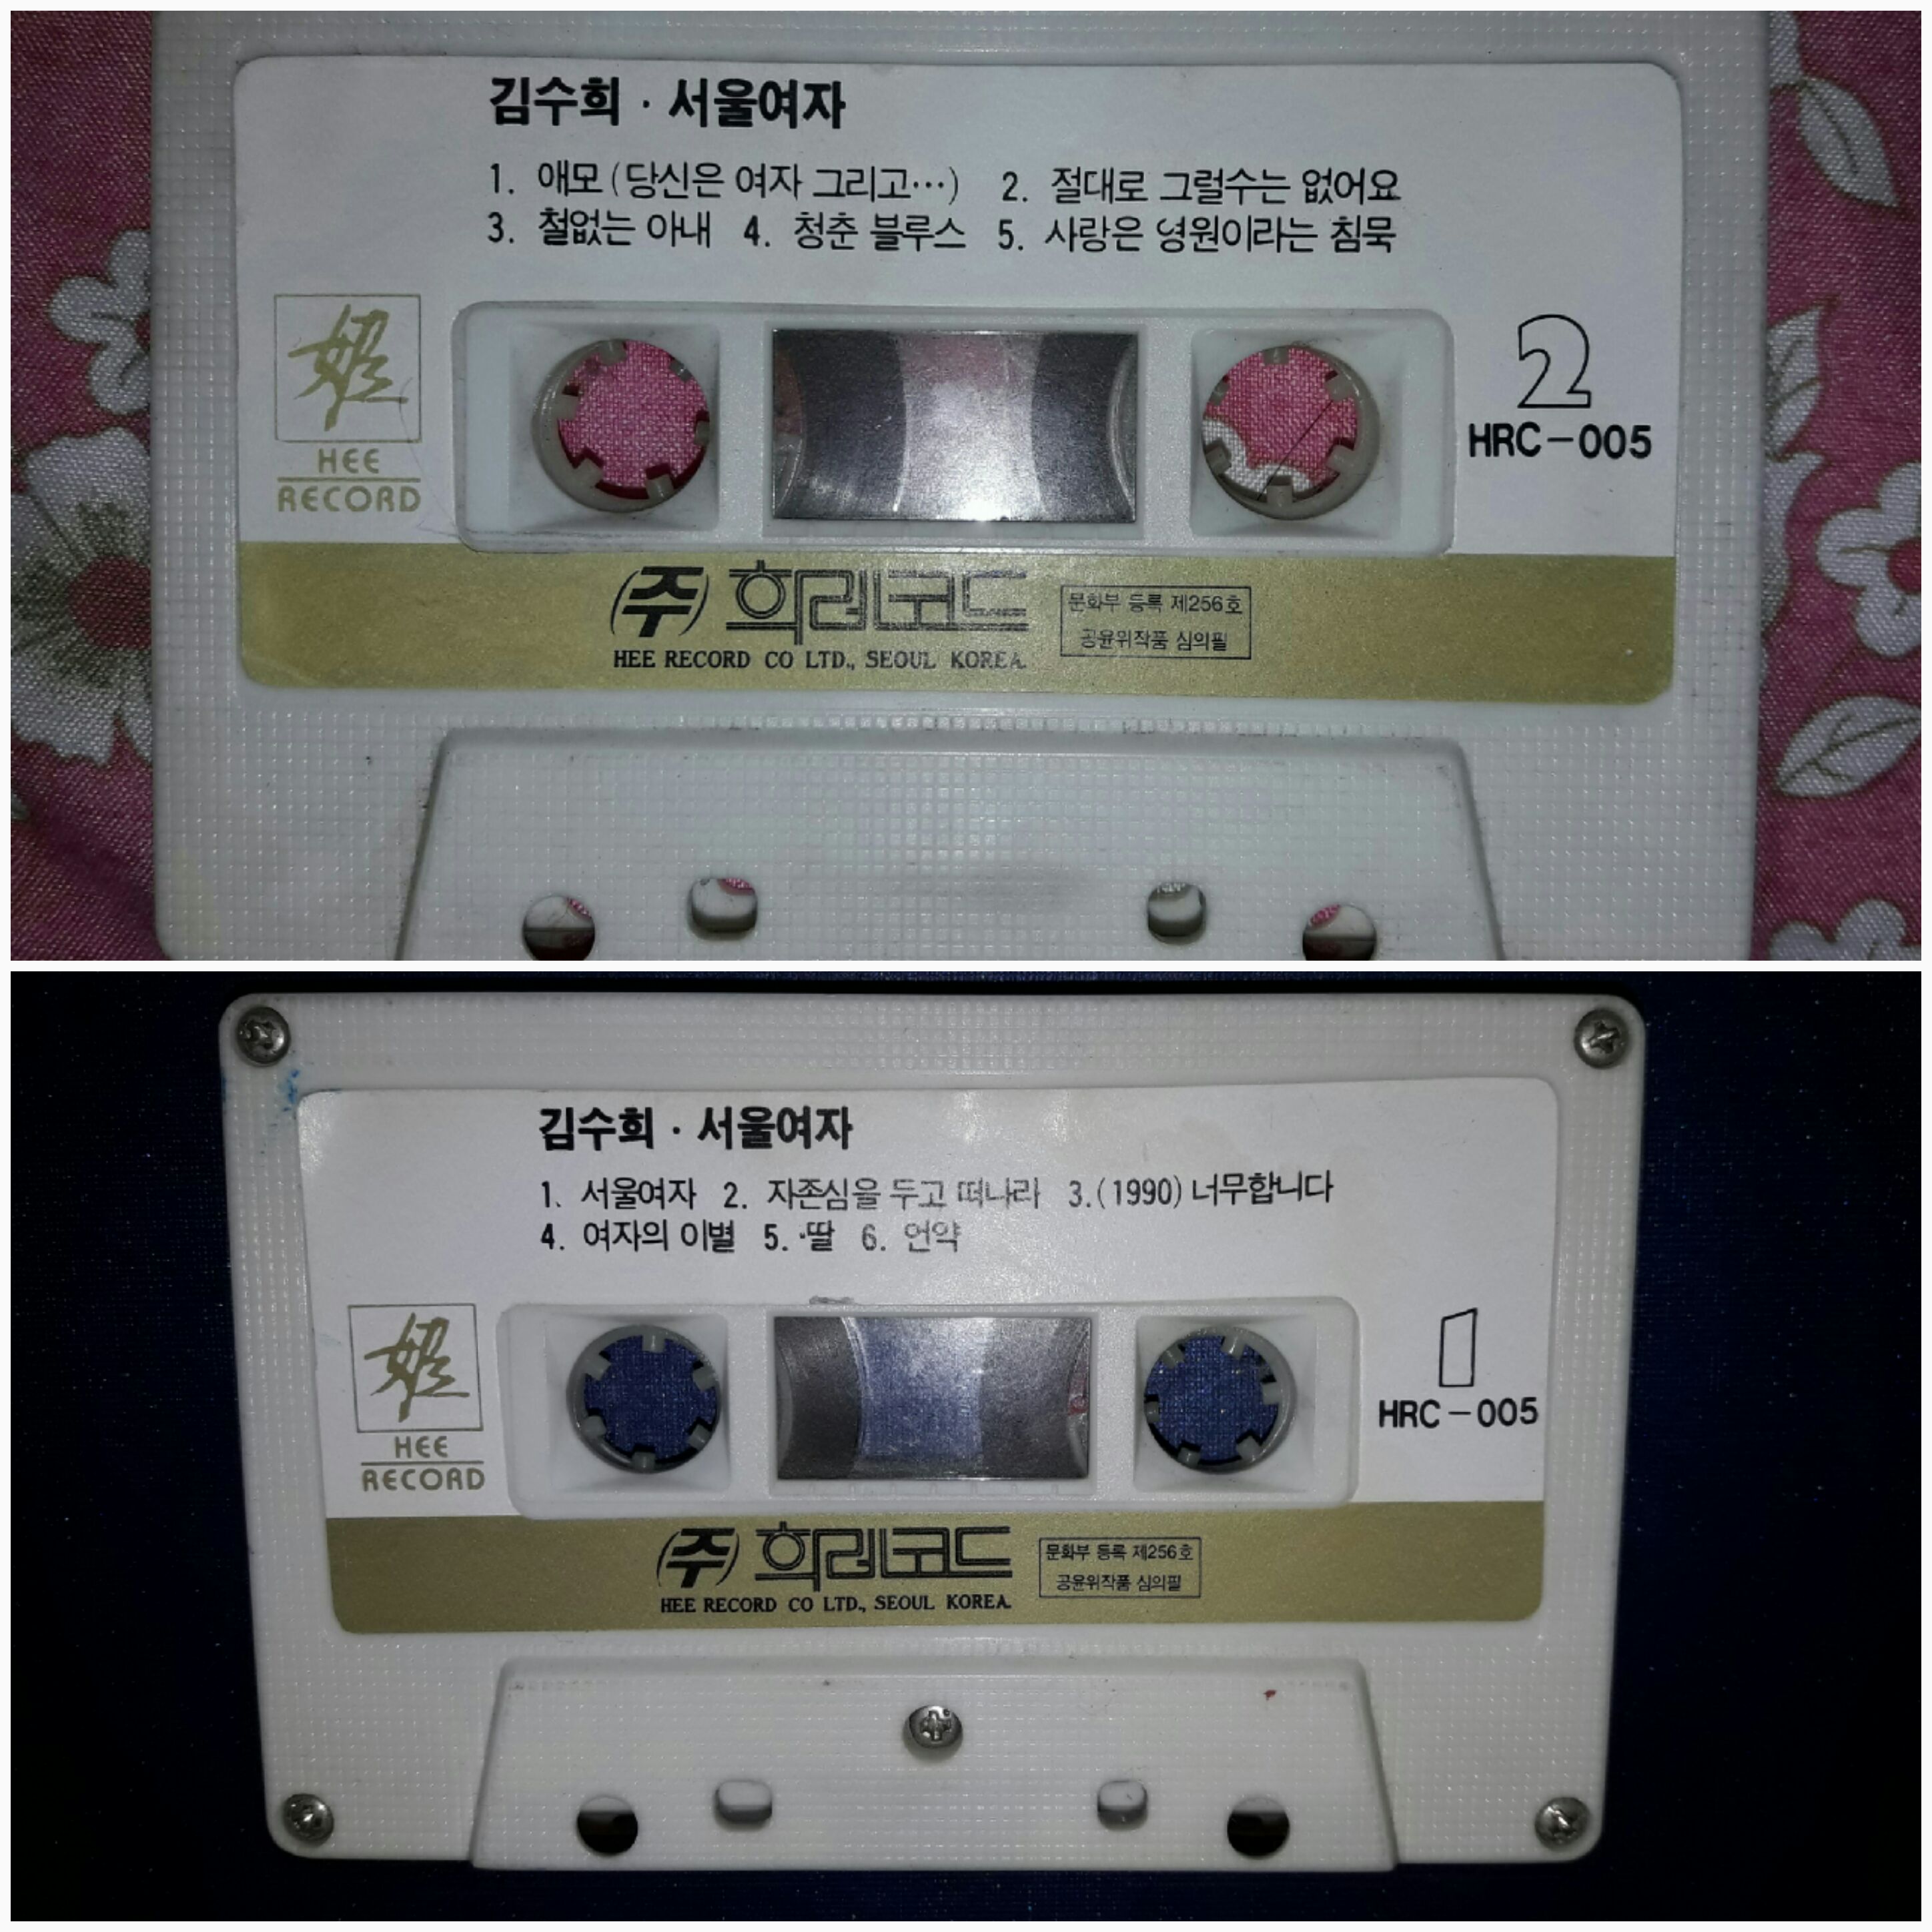 김수희 · 서울여자
1. 애모 (당신은 여자 그리고…) 2. 절대로 그럴수는 없어요
3. 철없는 아내 4. 청춘 블루스 5. 사랑은 영원이라는 침묵
姬
HEE
RECORD
2
HRC-005
(주) 희레코드
문화부 등록 제256호
공윤위작품 심의필
HEE RECORD CO LTD., SEOUL KOREA.
김수희 · 서울여자
1. 서울여자 2. 자존심을 두고 떠나라 3.(1990) 너무합니다
4. 여자의 이별 5. ·딸 6. 언약
姬
HEE
RECORD
1
HRC-005
(주) 희레코드
문화부 등록 제256호
공윤위작품 심의필
HEE RECORD CO LTD., SEOUL KOREA.